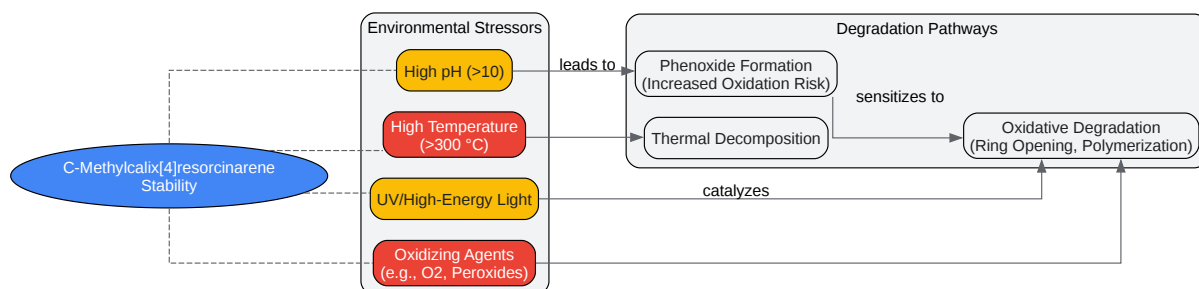 Environmental Stressors
Degradation Pathways
C-Methylcalix[4]resorcinarene
Stability
High pH (>10)
leads to
Phenoxide Formation
(Increased Oxidation Risk)
sensitizes to
High Temperature
(>300 °C)
Thermal Decomposition
Oxidative Degradation
(Ring Opening, Polymerization)
UV/High-Energy Light
catalyzes
Oxidizing Agents
(e.g., O2, Peroxides)